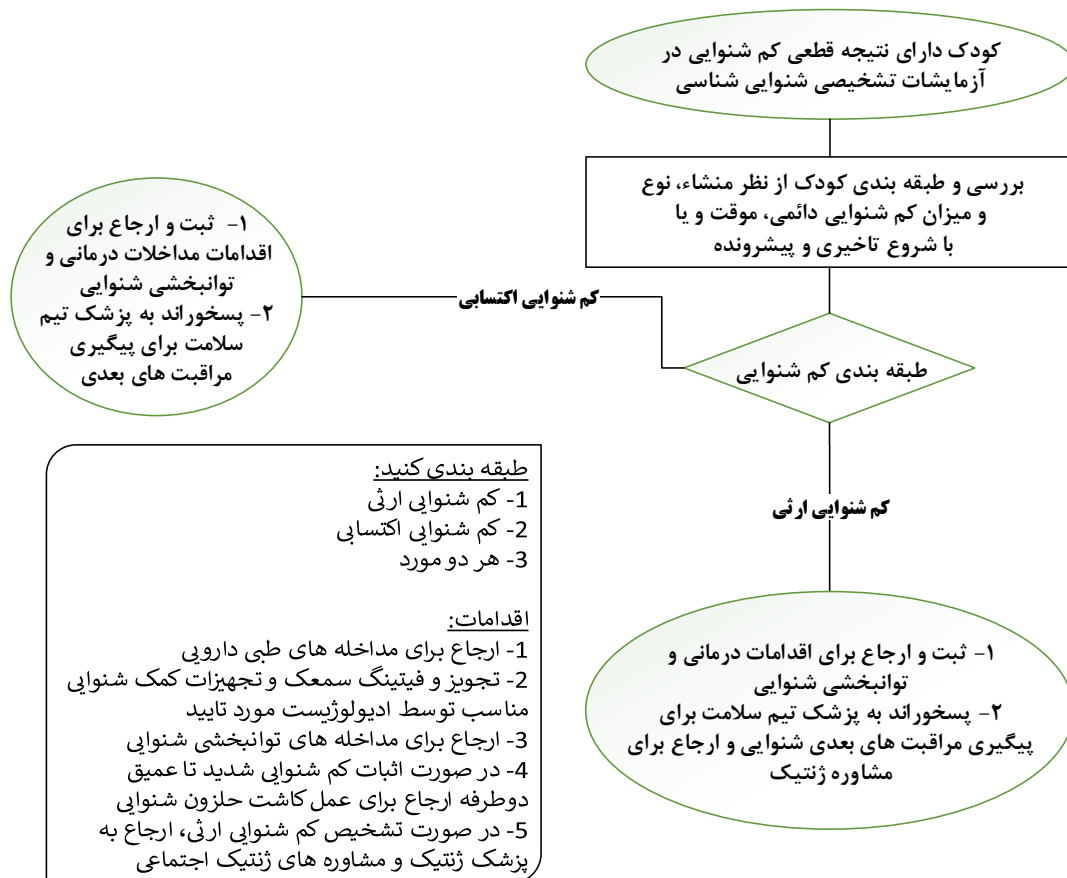 کودک دارای نتیجه قطعی کم شنوایی در
آزمایشات تشخیصی شنوایی شناسی
بررسی و طبقه بندی کودک از نظر منشاء، نوع
و میزان کم شنوایی دائمی، موقت و یا
با شروع تاخیری و پیشرونده
طبقه بندی کم شنوایی
کم شنوایی اکتسابی
۱- ثبت و ارجاع برای
اقدامات مداخلات درمانی و
توانبخشی شنوایی
۲- پسخوراند به پزشک تیم
سلامت برای پیگیری
مراقبت های بعدی
کم شنوایی ارثی
۱- ثبت و ارجاع برای اقدامات درمانی و
توانبخشی شنوایی
۲- پسخوراند به پزشک تیم سلامت برای
پیگیری مراقبت های بعدی شنوایی و ارجاع برای
مشاوره ژنتیک
طبقه بندی کنید:
1- کم شنوایی ارثی
2- کم شنوایی اکتسابی
3- هر دو مورد
اقدامات:
1- ارجاع برای مداخله های طبی دارویی
2- تجویز و فیتینگ سمعک و تجهیزات کمک شنوایی
مناسب توسط ادیولوژیست مورد تایید
3- ارجاع برای مداخله های توانبخشی شنوایی
4- در صورت اثبات کم شنوایی شدید تا عمیق
دوطرفه ارجاع برای عمل کاشت حلزون شنوایی
5- در صورت تشخیص کم شنوایی ارثی، ارجاع به
پزشک ژنتیک و مشاوره های ژنتیک اجتماعی